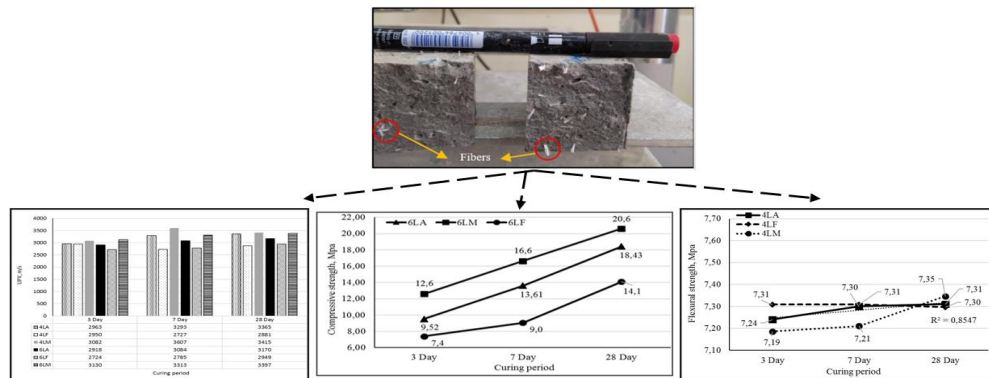 Fibers
UPV, m/s
4000
3500
3000
2500
2000
1500
1000
500
0
3 Day 7 Day 28 Day
4LA 2963 3293 3365
4LF 2950 2727 2881
4LM 3082 3607 3415
6LA 2918 3084 3170
6LF 2724 2785 2949
6LM 3130 3313 3397
Curing period
Compressive strength, Mpa
22,00
20,00
18,00
16,00
14,00
12,00
10,00
8,00
6,00
6LA 6LM 6LF
12,6 16,6 20,6
9,52 13,61 18,43
7,4 9,0 14,1
3 Day 7 Day 28 Day
Curing period
Flexural strength, Mpa
7,70
7,60
7,50
7,40
7,30
7,20
7,10
4LA
4LF
4LM
7,31 7,30 7,31 7,35 7,31
7,24 7,30
7,19 7,21
R² = 0,8547
3 Day 7 Day 28 Day
Curing period